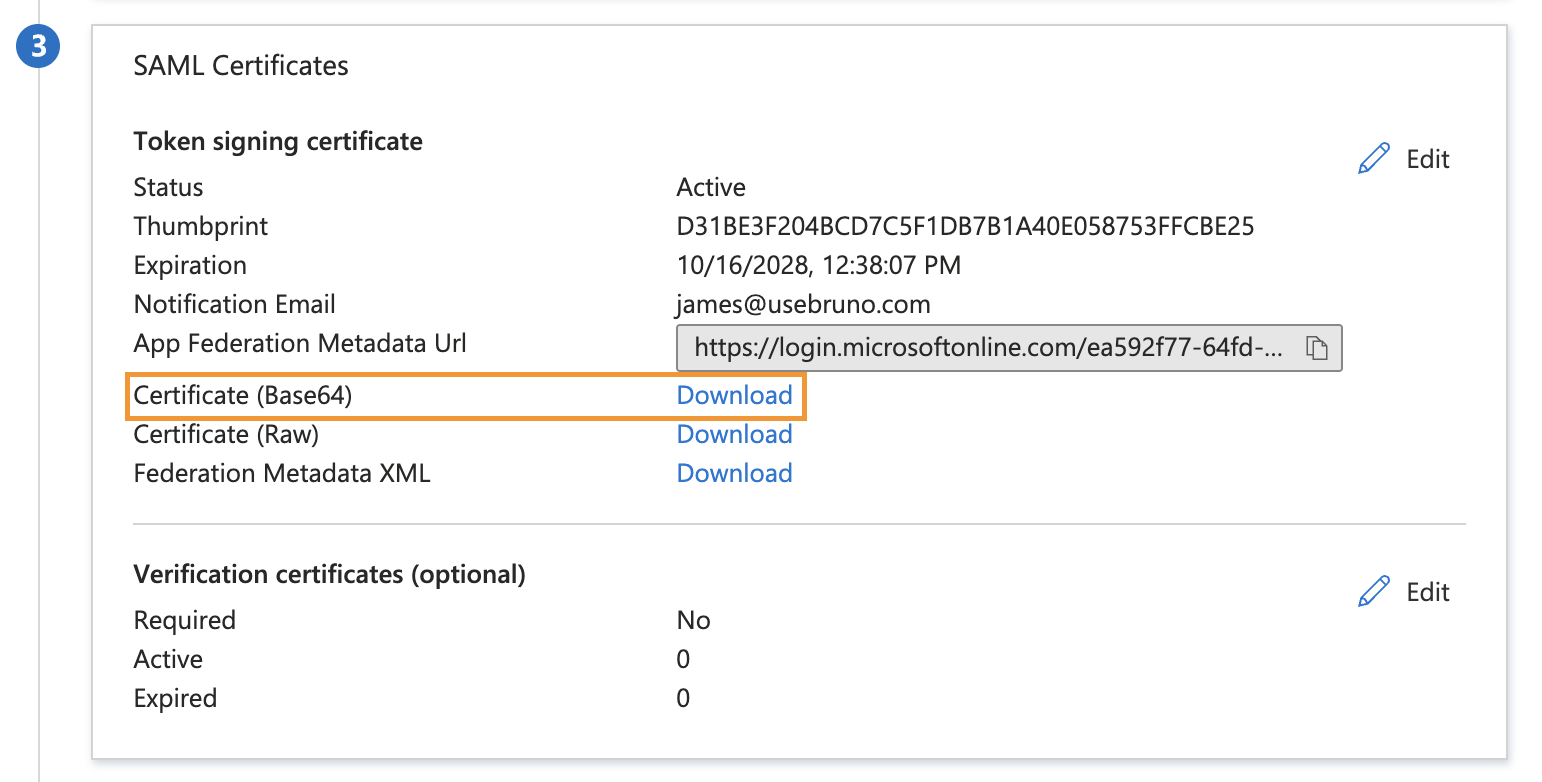 3
SAML Certificates
Token signing certificate
Edit
Status Active
Thumbprint D31BE3F204BCD7C5F1DB7B1A40E058753FFCBE25
Expiration 10/16/2028, 12:38:07 PM
Notification Email james@usebruno.com
App Federation Metadata Url https://login.microsoftonline.com/ea592f77-64fd-...
Certificate (Base64) Download
Certificate (Raw) Download
Federation Metadata XML Download
Verification certificates (optional)
Edit
Required No
Active 0
Expired 0